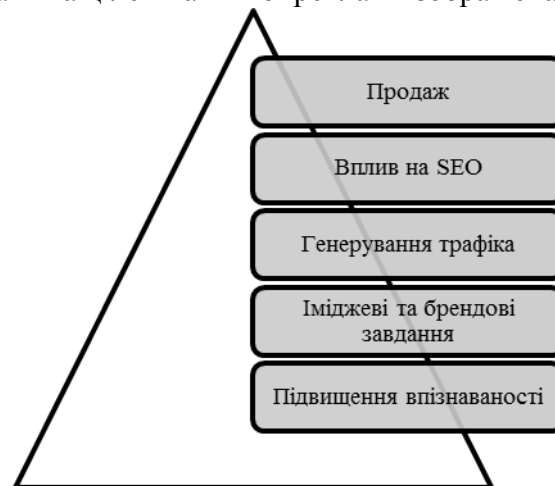 Продаж
Вплив на SEO
Генерування трафіка
Іміджеві та брендові
завдання
Підвищення впізнаваності